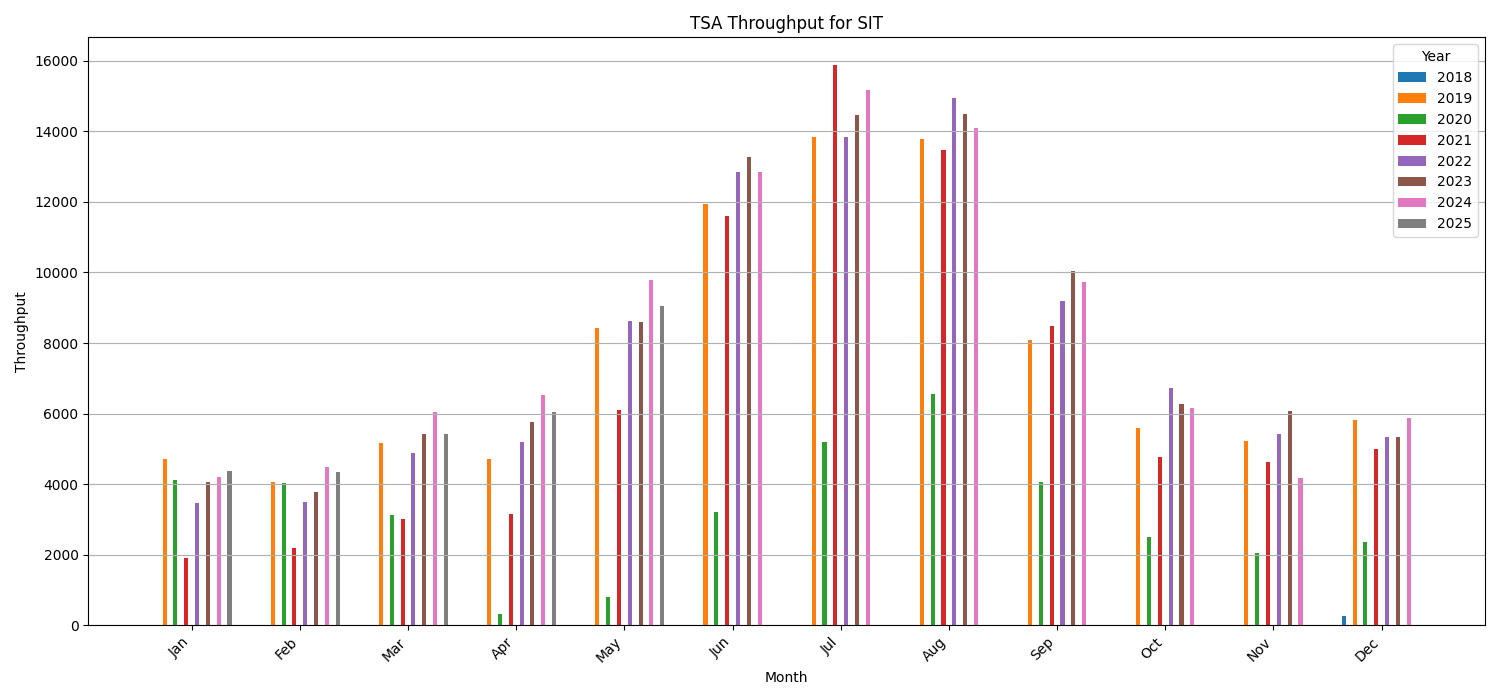 TSA Throughput for SIT
Throughput
16000
14000
12000
10000
8000
6000
4000
2000
0
Year
2018
2019
2020
2021
2022
2023
2024
2025
Jan
Feb
Mar
Apr
May
Jun
Jul
Aug
Sep
Oct
Nov
Dec
Month